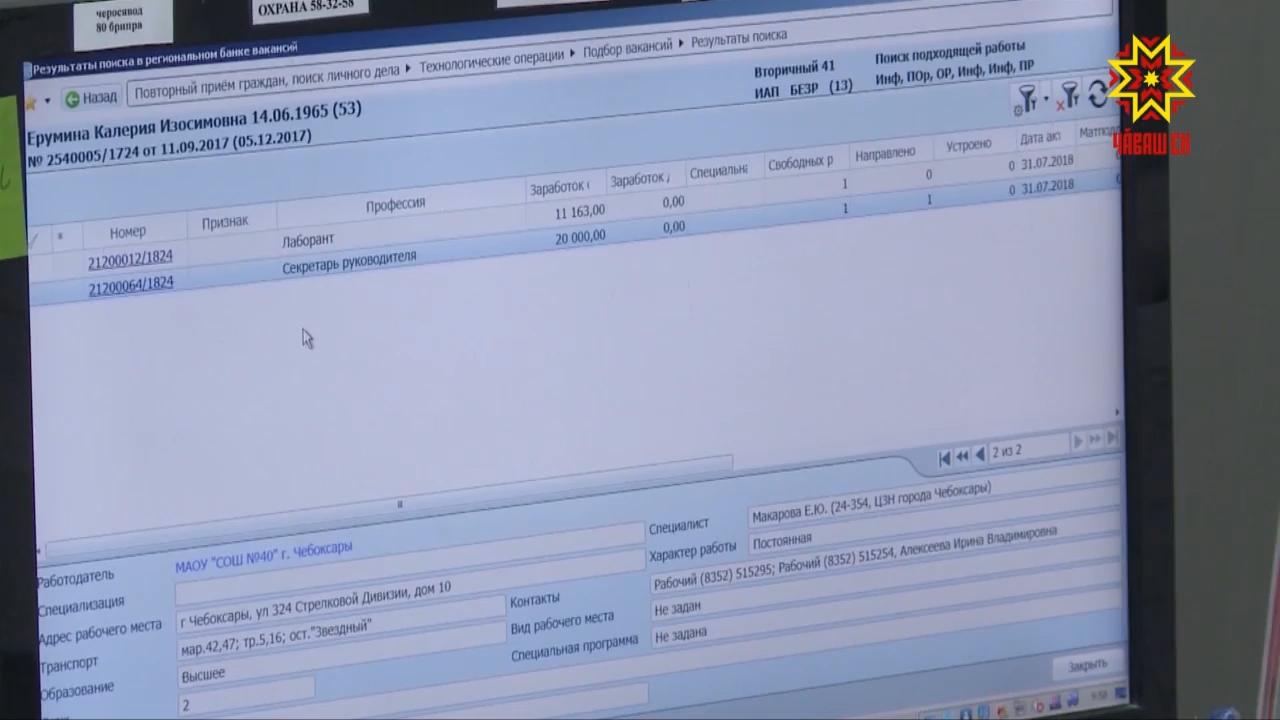 черосявод
80 брипра
ОХРАНА 58-32-58
Результаты поиска в региональном банке вакансий
Назад
Повторный приём граждан, поиск личного дела
Технологические операции
Подбор вакансий
Результаты поиска
Ерумина Калерия Изосимовна 14.06.1965 (53)
№ 2540005/1724 от 11.09.2017 (05.12.2017)
Вторичный 41
ИАП БЕЗР (13)
Поиск подходящей работы
Инф, ПОр, ОР, Инф, Инф, ПР
ЧӐВАШ ЕН
* Номер Признак Профессия Заработок Заработок Специальн Свободных р Направлено Устроено Дата ак Матпод
21200012/1824 Лаборант 11 163,00 0,00 1 0 0 31.07.2018
21200064/1824 Секретарь руководителя 20 000,00 0,00 1 1 0 31.07.2018
2 из 2
Работодатель МАОУ "СОШ №40" г. Чебоксары
Специализация
Адрес рабочего места г Чебоксары, ул 324 Стрелковой Дивизии, дом 10
Транспорт мар.42,47; тр.5,16; ост."Звездный"
Образование Высшее
2
Специалист Макарова Е.Ю. (24-354, ЦЗН города Чебоксары)
Характер работы Постоянная
Контакты Рабочий (8352) 515295; Рабочий (8352) 515254, Алексеева Ирина Владимировна
Вид рабочего места Не задан
Специальная программа Не задана
Закрыть
9:58